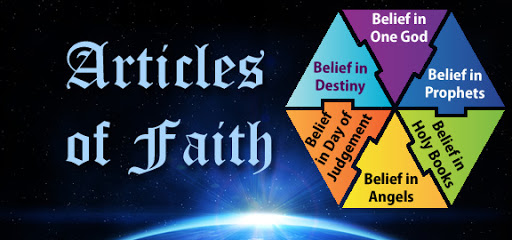 Articles
of Faith
Belief in
One God
Belief in
Prophets
Belief in
Holy Books
Belief in
Angels
Belief
in Day of
Judgement
Belief in
Destiny